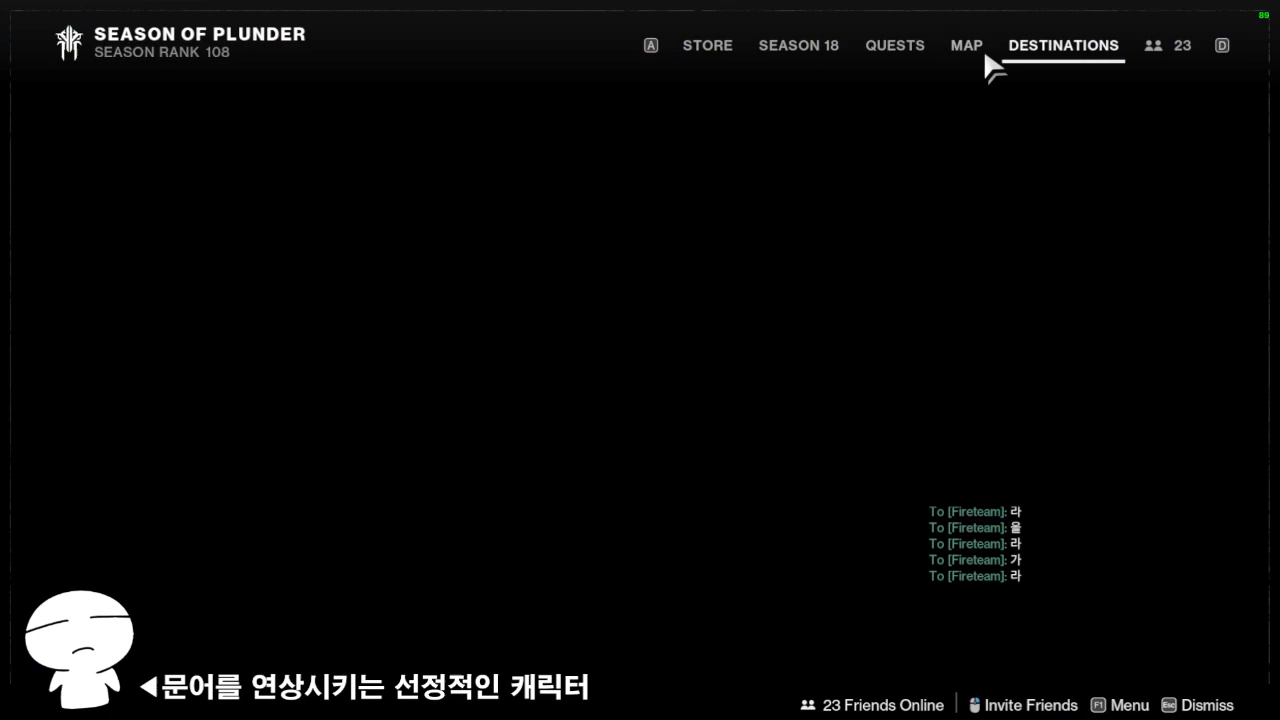 89
SEASON OF PLUNDER
SEASON RANK 108
A STORE SEASON 18 QUESTS MAP DESTINATIONS 23 D
To [Fireteam]: 라
To [Fireteam]: 올
To [Fireteam]: 라
To [Fireteam]: 가
To [Fireteam]: 라
◀문어를 연상시키는 선정적인 캐릭터
23 Friends Online Invite Friends F1 Menu Esc Dismiss